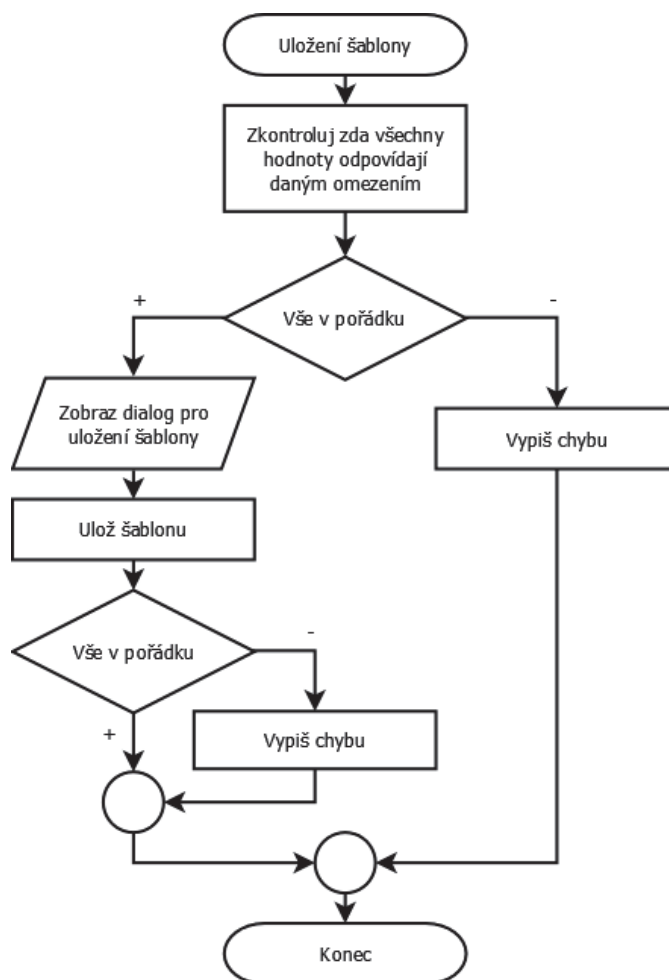 Uložení šablony
Zkontroluj zda všechny
hodnoty odpovídají
daným omezením
+
-
Vše v pořádku
Zobraz dialog pro
uložení šablony
Vypiš chybu
Ulož šablonu
-
Vše v pořádku
+
Vypiš chybu
Konec